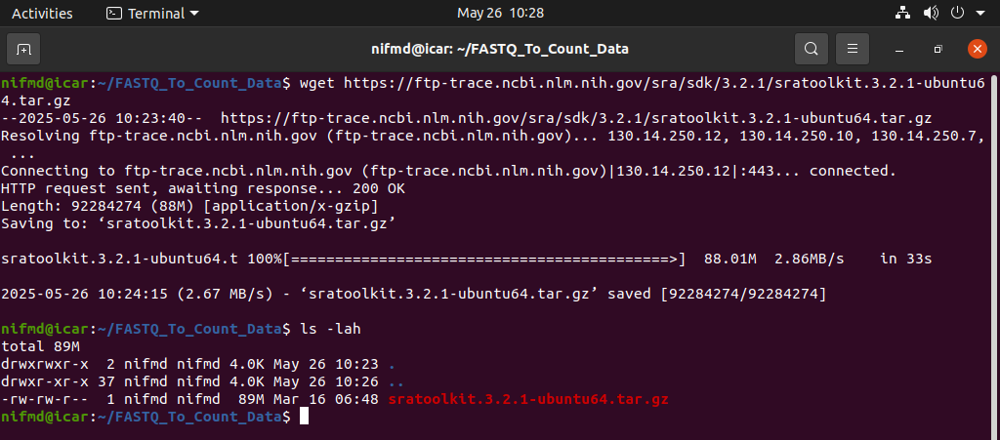 Activities Terminal May 26 10:28
nifmd@icar: ~/FASTQ_To_Count_Data
nifmd@icar:~/FASTQ_To_Count_Data$ wget https://ftp-trace.ncbi.nlm.nih.gov/sra/sdk/3.2.1/sratoolkit.3.2.1-ubuntu6
4.tar.gz
--2025-05-26 10:23:40--  https://ftp-trace.ncbi.nlm.nih.gov/sra/sdk/3.2.1/sratoolkit.3.2.1-ubuntu64.tar.gz
Resolving ftp-trace.ncbi.nlm.nih.gov (ftp-trace.ncbi.nlm.nih.gov)... 130.14.250.12, 130.14.250.10, 130.14.250.7,
 ...
Connecting to ftp-trace.ncbi.nlm.nih.gov (ftp-trace.ncbi.nlm.nih.gov)|130.14.250.12|:443... connected.
HTTP request sent, awaiting response... 200 OK
Length: 92284274 (88M) [application/x-gzip]
Saving to: ‘sratoolkit.3.2.1-ubuntu64.tar.gz’
sratoolkit.3.2.1-ubuntu64.t 100%[===========================================>]  88.01M  2.86MB/s    in 33s
2025-05-26 10:24:15 (2.67 MB/s) - ‘sratoolkit.3.2.1-ubuntu64.tar.gz’ saved [92284274/92284274]
nifmd@icar:~/FASTQ_To_Count_Data$ ls -lah
total 89M
drwxrwxr-x  2 nifmd nifmd 4.0K May 26 10:23 .
drwxr-xr-x 37 nifmd nifmd 4.0K May 26 10:26 ..
-rw-rw-r--  1 nifmd nifmd  89M Mar 16 06:48 sratoolkit.3.2.1-ubuntu64.tar.gz
nifmd@icar:~/FASTQ_To_Count_Data$